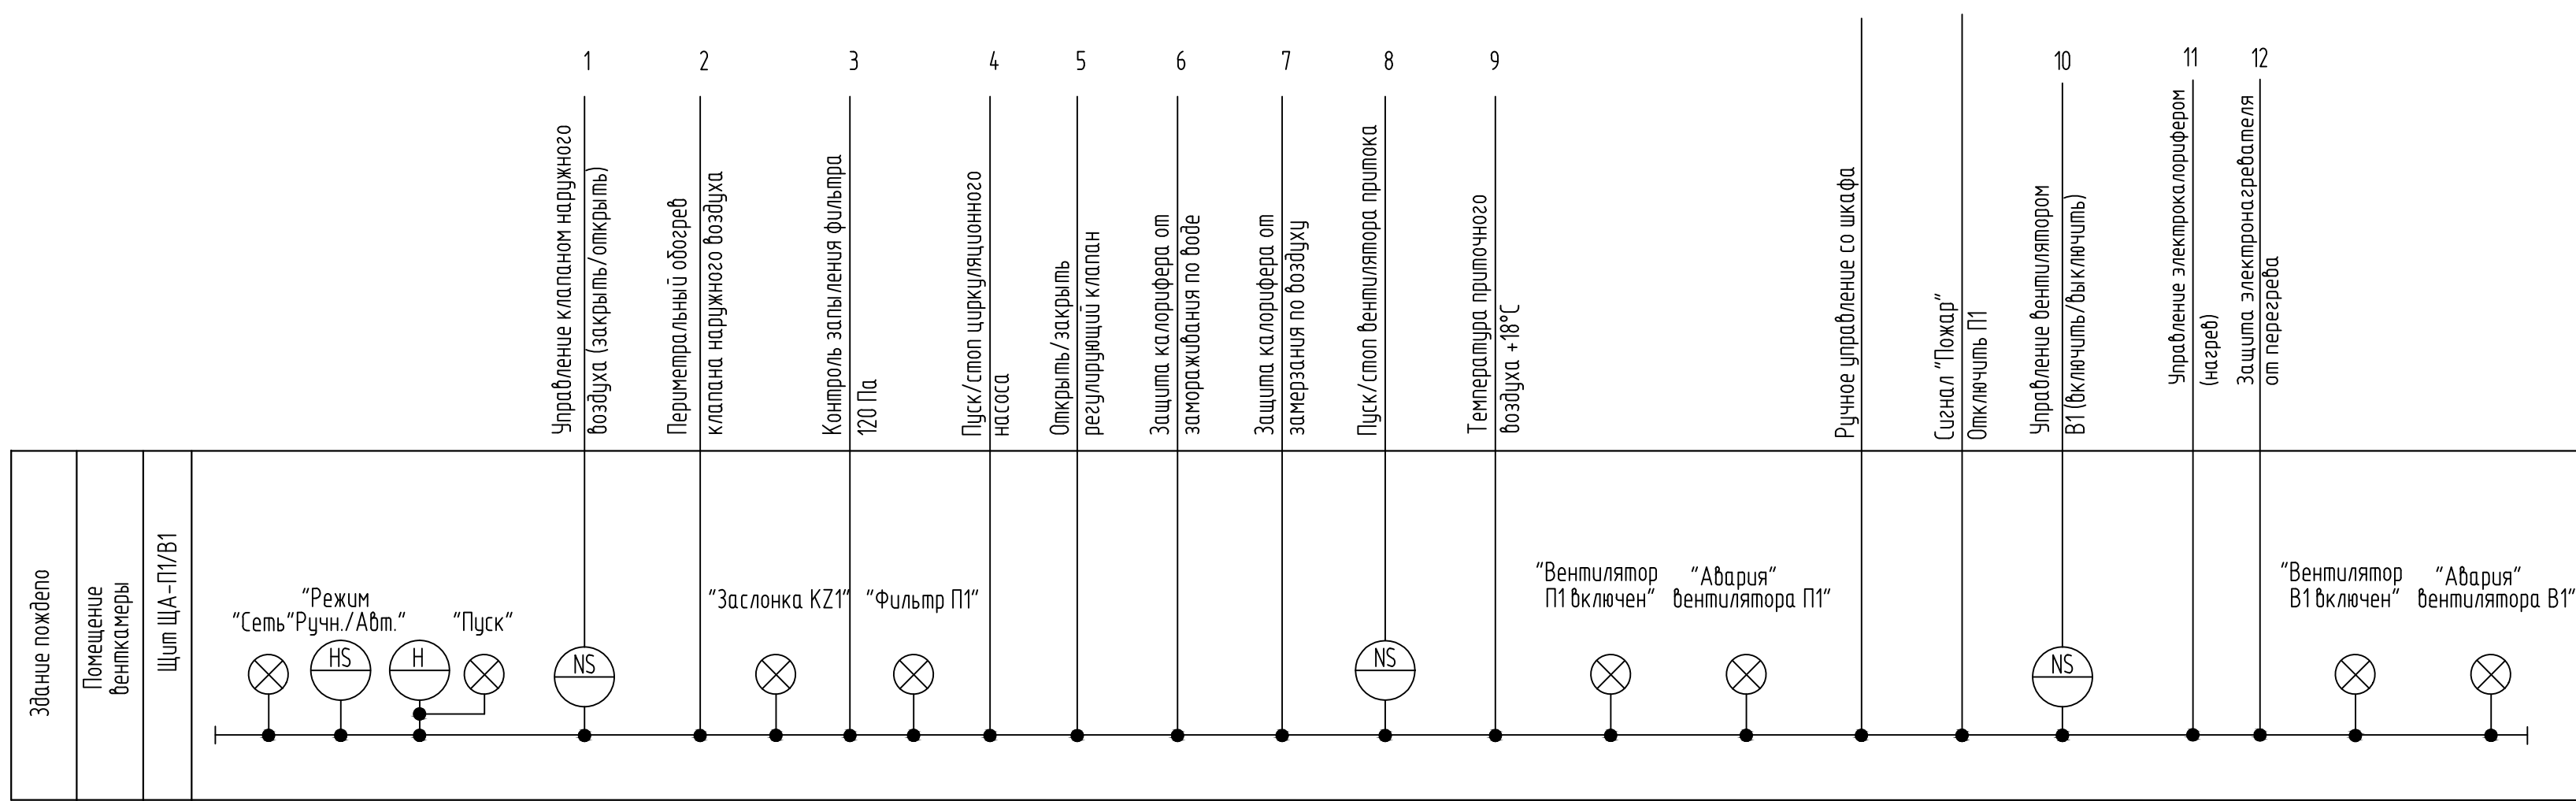 1
2
3
4
5
6
7
8
9
10
11
12
Управление клапаном наружного
воздуха (закрыть/открыть)
Периметральный обогрев
клапана наружного воздуха
Контроль запыления фильтра
120 Па
Пуск/стоп циркуляционного
насоса
Открыть/закрыть
регулирующий клапан
Защита калорифера от
замораживания по воде
Защита калорифера от
замерзания по воздуху
Пуск/стоп вентилятора притока
Температура приточного
воздуха +18°С
Ручное управление со шкафа
Сигнал "Пожар"
Отключить П1
Управление вентилятором
В1 (включить/выключить)
Управление электрокалорифером
(нагрев)
Защита электронагревателя
от перегрева
Здание пождепо
Помещение
венткамеры
Щит ЩА-П1/В1
"Сеть"
"Режим
Ручн./Авт."
"Пуск"
"Заслонка KZ1"
"Фильтр П1"
"Вентилятор
П1 включен"
"Авария"
вентилятора П1"
"Вентилятор
В1 включен"
"Авария"
вентилятора В1"
HS
H
NS
NS
NS